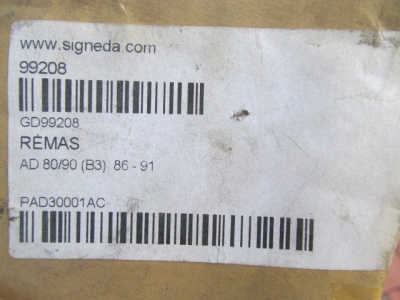 www.signeda.com
99208
GD99208
RĖMAS
AD 80/90 (B3) 86 - 91
PAD30001AC